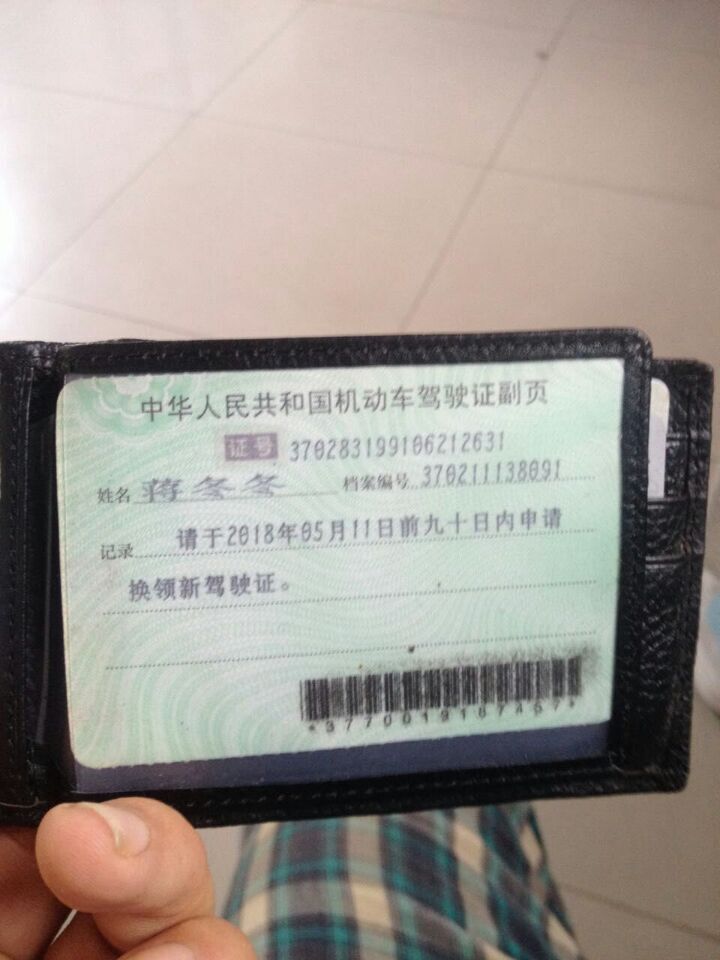 中华人民共和国机动车驾驶证副页
证号 370283199106212631
姓名 蒋冬冬 档案编号 370211138091
记录 请于2018年05月11日前九十日内申请
换领新驾驶证。
*3770019187457*